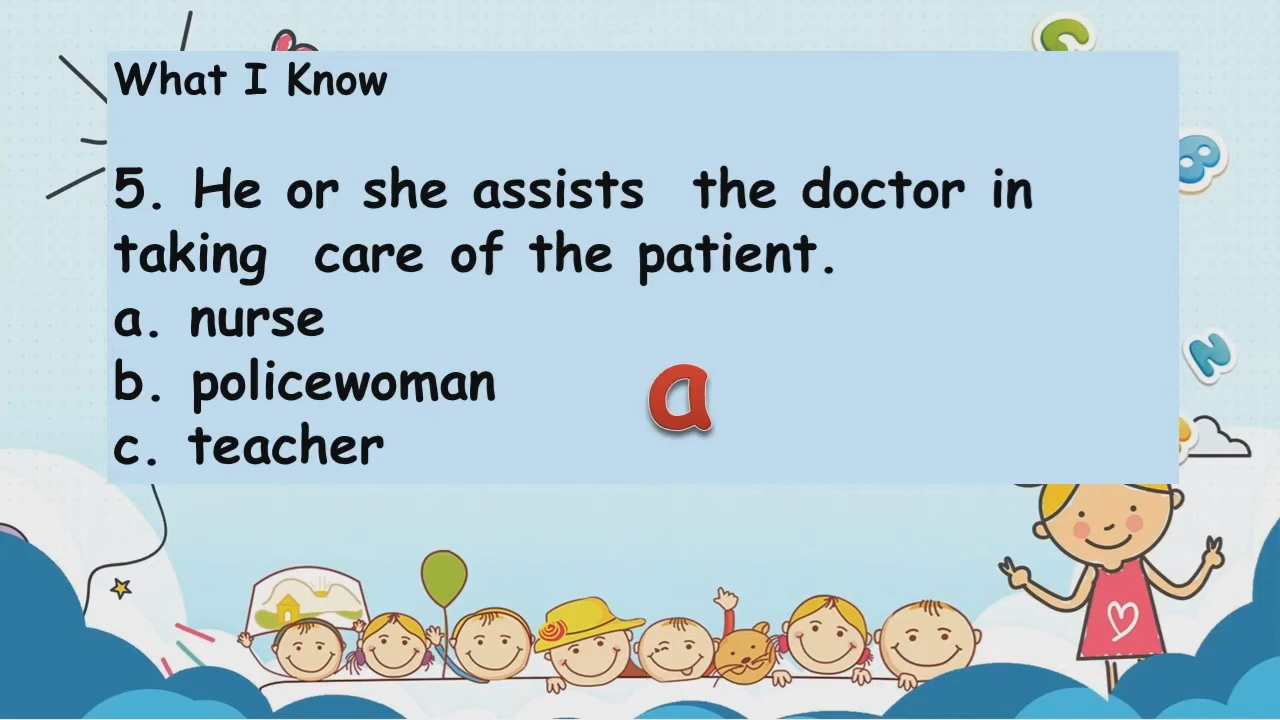 What I Know
5. He or she assists the doctor in
taking care of the patient.
a. nurse
b. policewoman
c. teacher
a
B
N